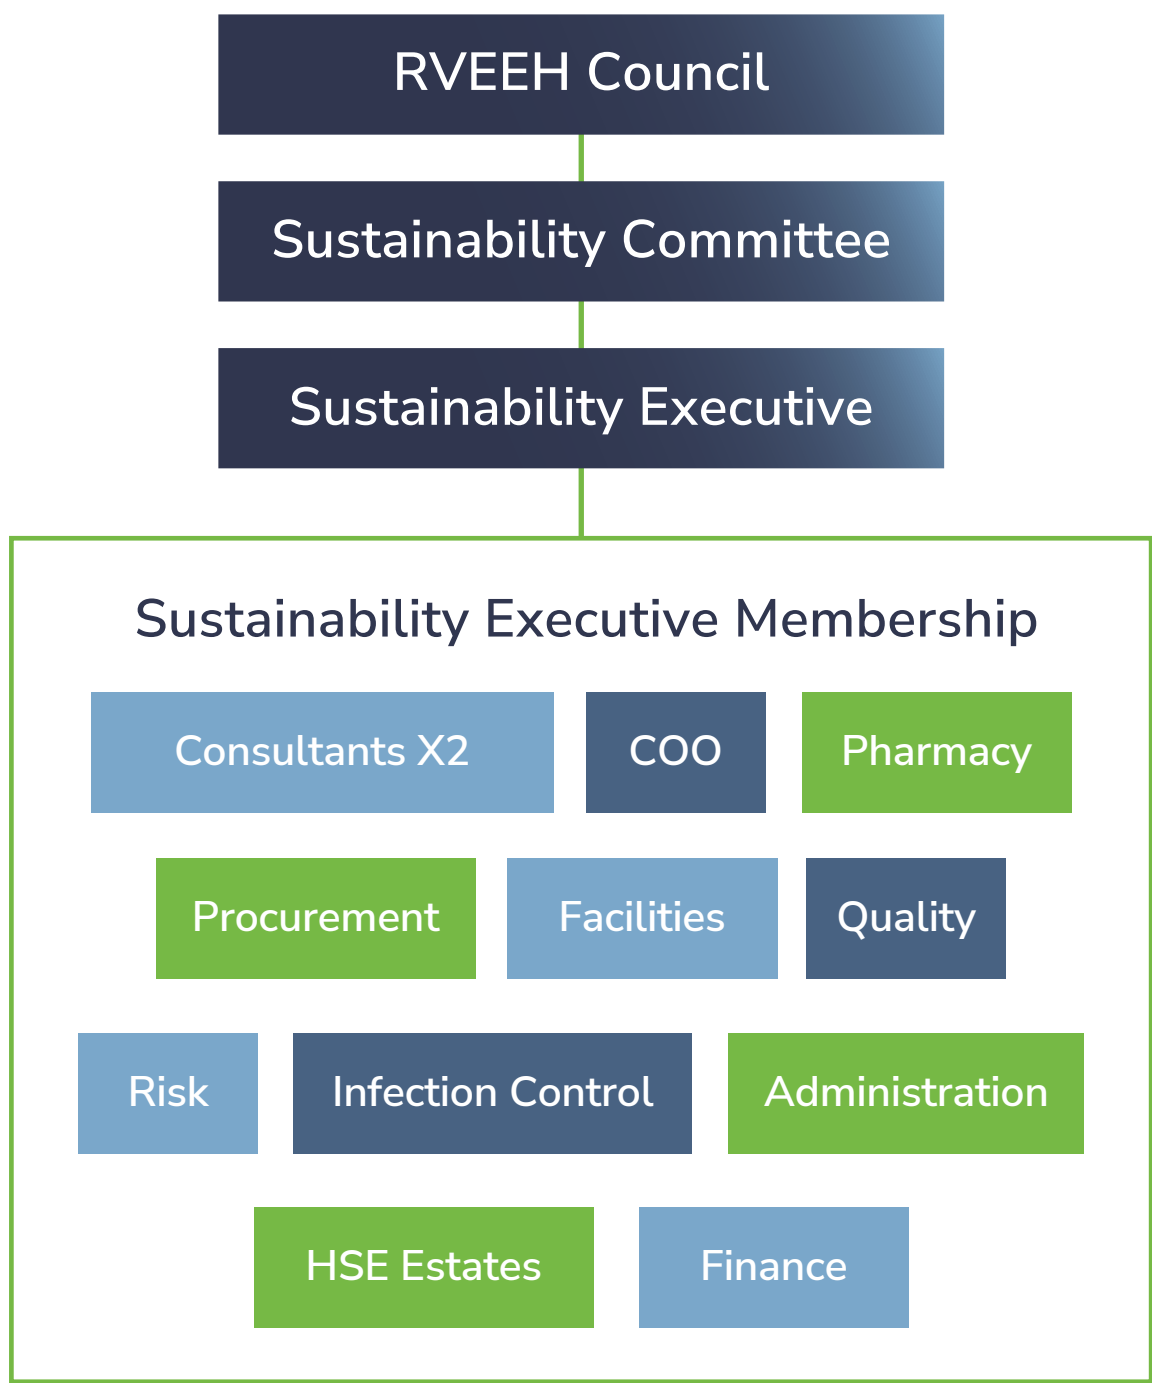 RVEEH Council
Sustainability Committee
Sustainability Executive
Sustainability Executive Membership
Consultants X2
COO
Pharmacy
Procurement
Facilities
Quality
Risk
Infection Control
Administration
HSE Estates
Finance